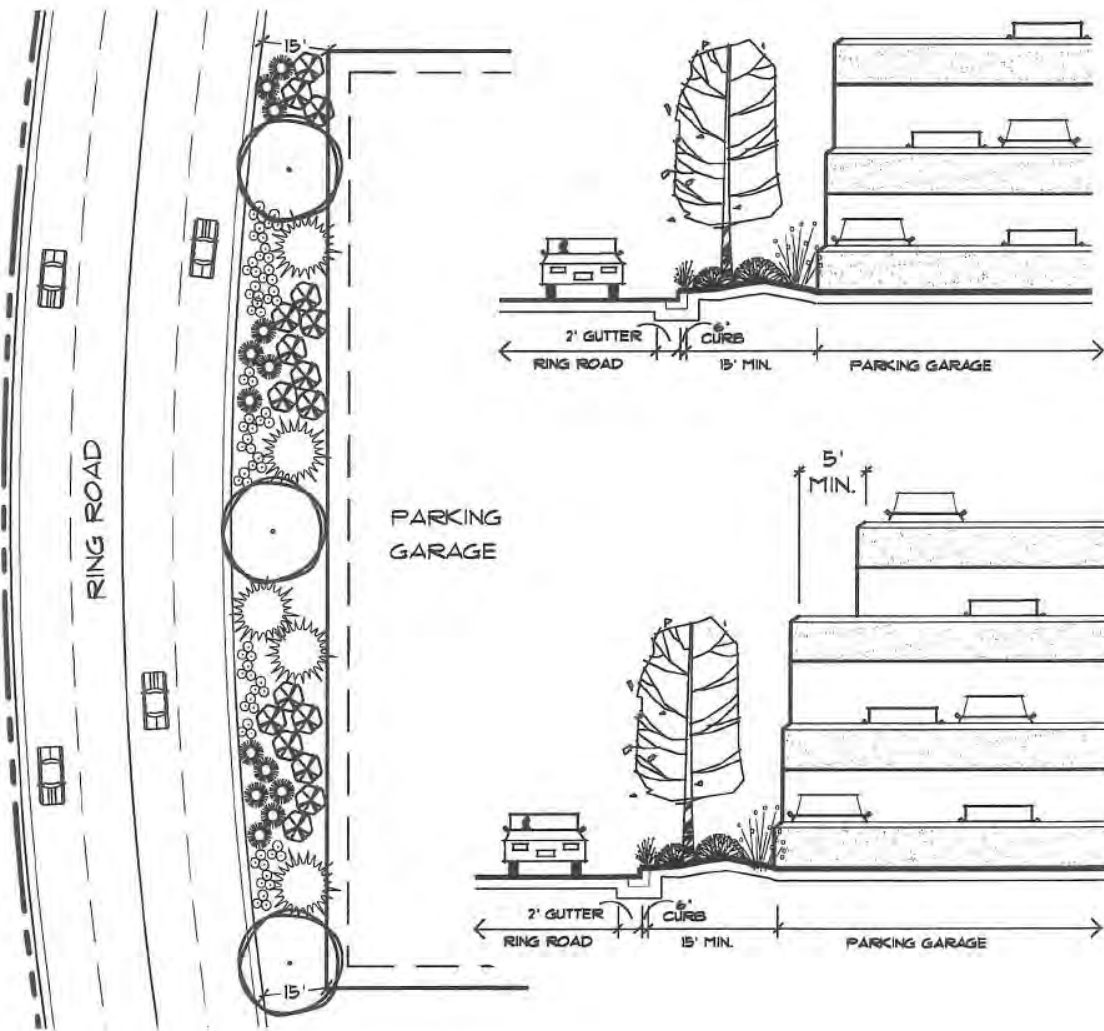 15'
RING ROAD
PARKING
GARAGE
15'
2' GUTTER
6"
CURB
RING ROAD
15' MIN.
PARKING GARAGE
5'
MIN.
2' GUTTER
6"
CURB
RING ROAD
15' MIN.
PARKING GARAGE